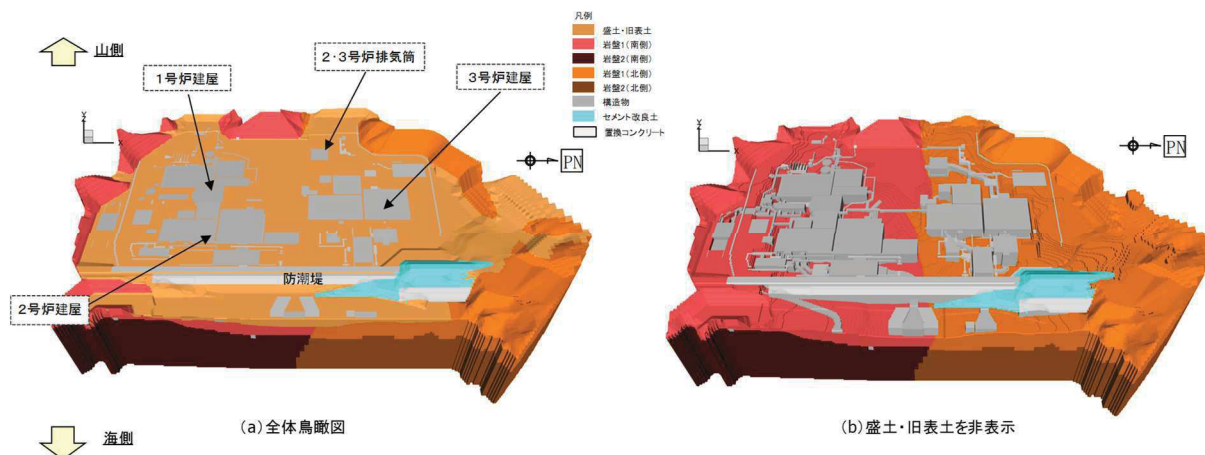 凡例
盛土・旧表土
岩盤1(南側)
岩盤2(南側)
岩盤1(北側)
岩盤2(北側)
構造物
セメント改良土
置換コンクリート
山側
1号炉建屋
2・3号炉排気筒
3号炉建屋
Z
Y
X
PN
防潮堤
2号炉建屋
(a)全体鳥瞰図
海側
Z
Y
X
PN
(b)盛土・旧表土を非表示